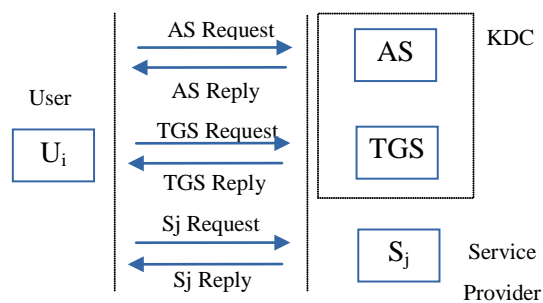 AS Request
AS
KDC
AS Reply
User
TGS Request
Ui
TGS
TGS Reply
Sj Request
Sj
Service
Sj Reply
Provider